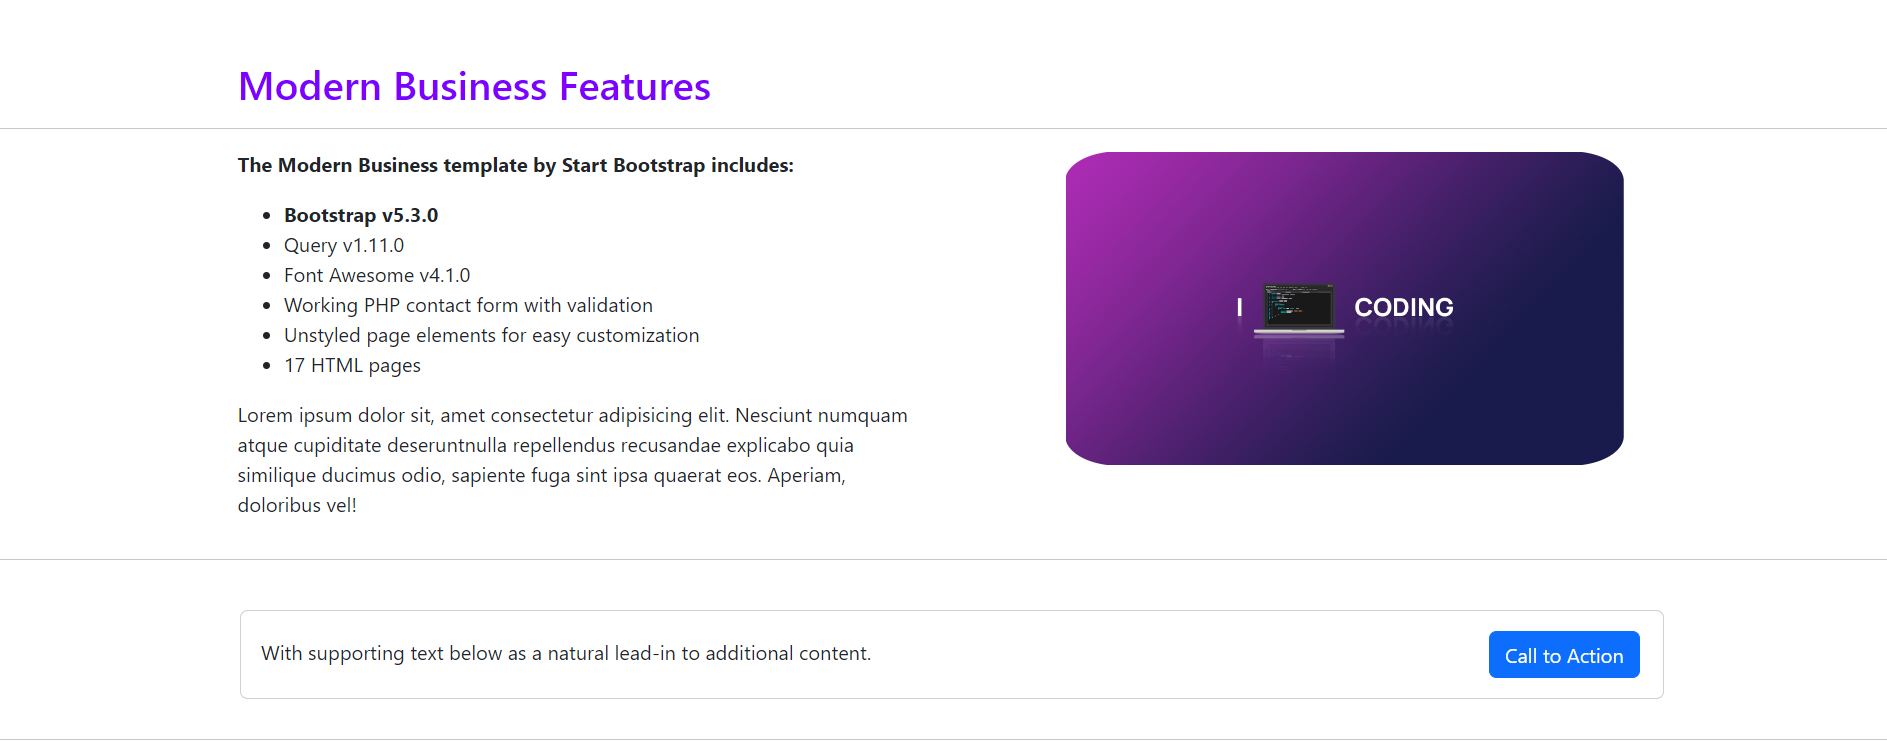 Modern Business Features
The Modern Business template by Start Bootstrap includes:
Bootstrap v5.3.0
Query v1.11.0
Font Awesome v4.1.0
Working PHP contact form with validation
Unstyled page elements for easy customization
17 HTML pages
Lorem ipsum dolor sit, amet consectetur adipisicing elit. Nesciunt numquam
atque cupiditate deseruntnulla repellendus recusandae explicabo quia
similique ducimus odio, sapiente fuga sint ipsa quaerat eos. Aperiam,
doloribus vel!
I CODING
With supporting text below as a natural lead-in to additional content.
Call to Action